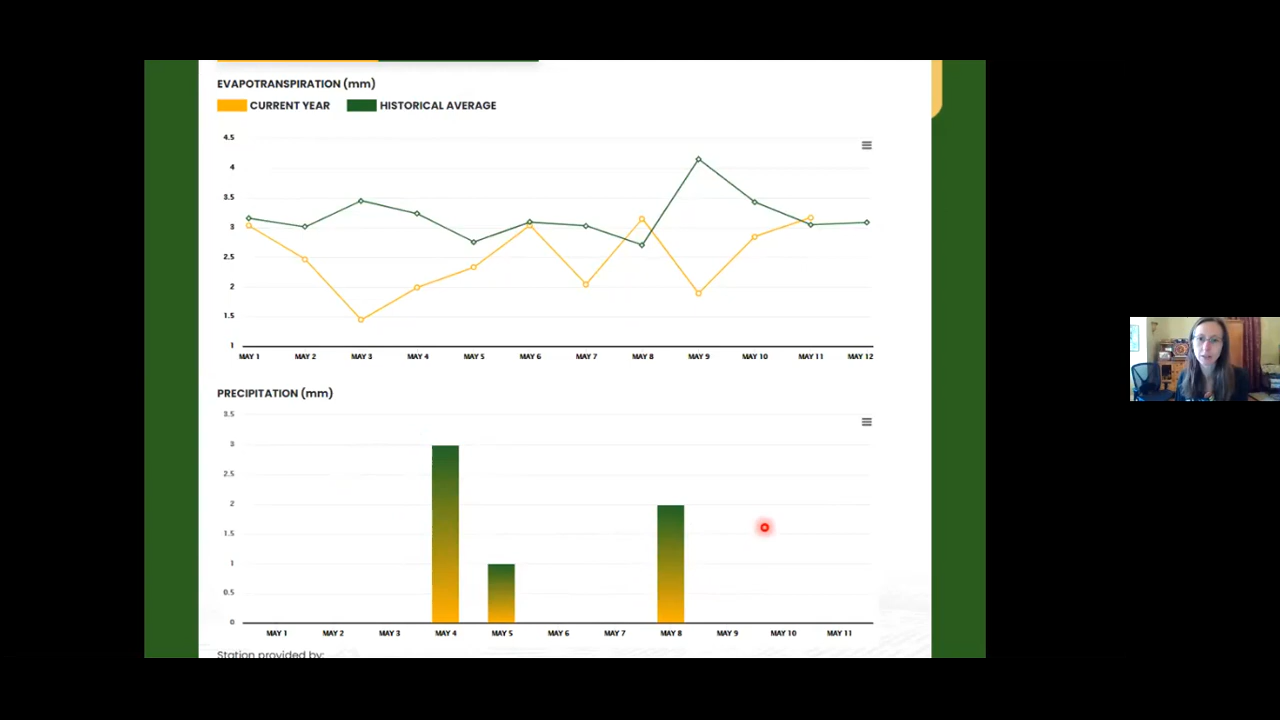 EVAPOTRANSPIRATION (mm)
CURRENT YEAR HISTORICAL AVERAGE
4.5
4
3.5
3
2.5
2
1.5
1
MAY 1 MAY 2 MAY 3 MAY 4 MAY 5 MAY 6 MAY 7 MAY 8 MAY 9 MAY 10 MAY 11 MAY 12
PRECIPITATION (mm)
3.5
3
2.5
2
1.5
1
0.5
0
MAY 1 MAY 2 MAY 3 MAY 4 MAY 5 MAY 6 MAY 7 MAY 8 MAY 9 MAY 10 MAY 11
Station provided by: